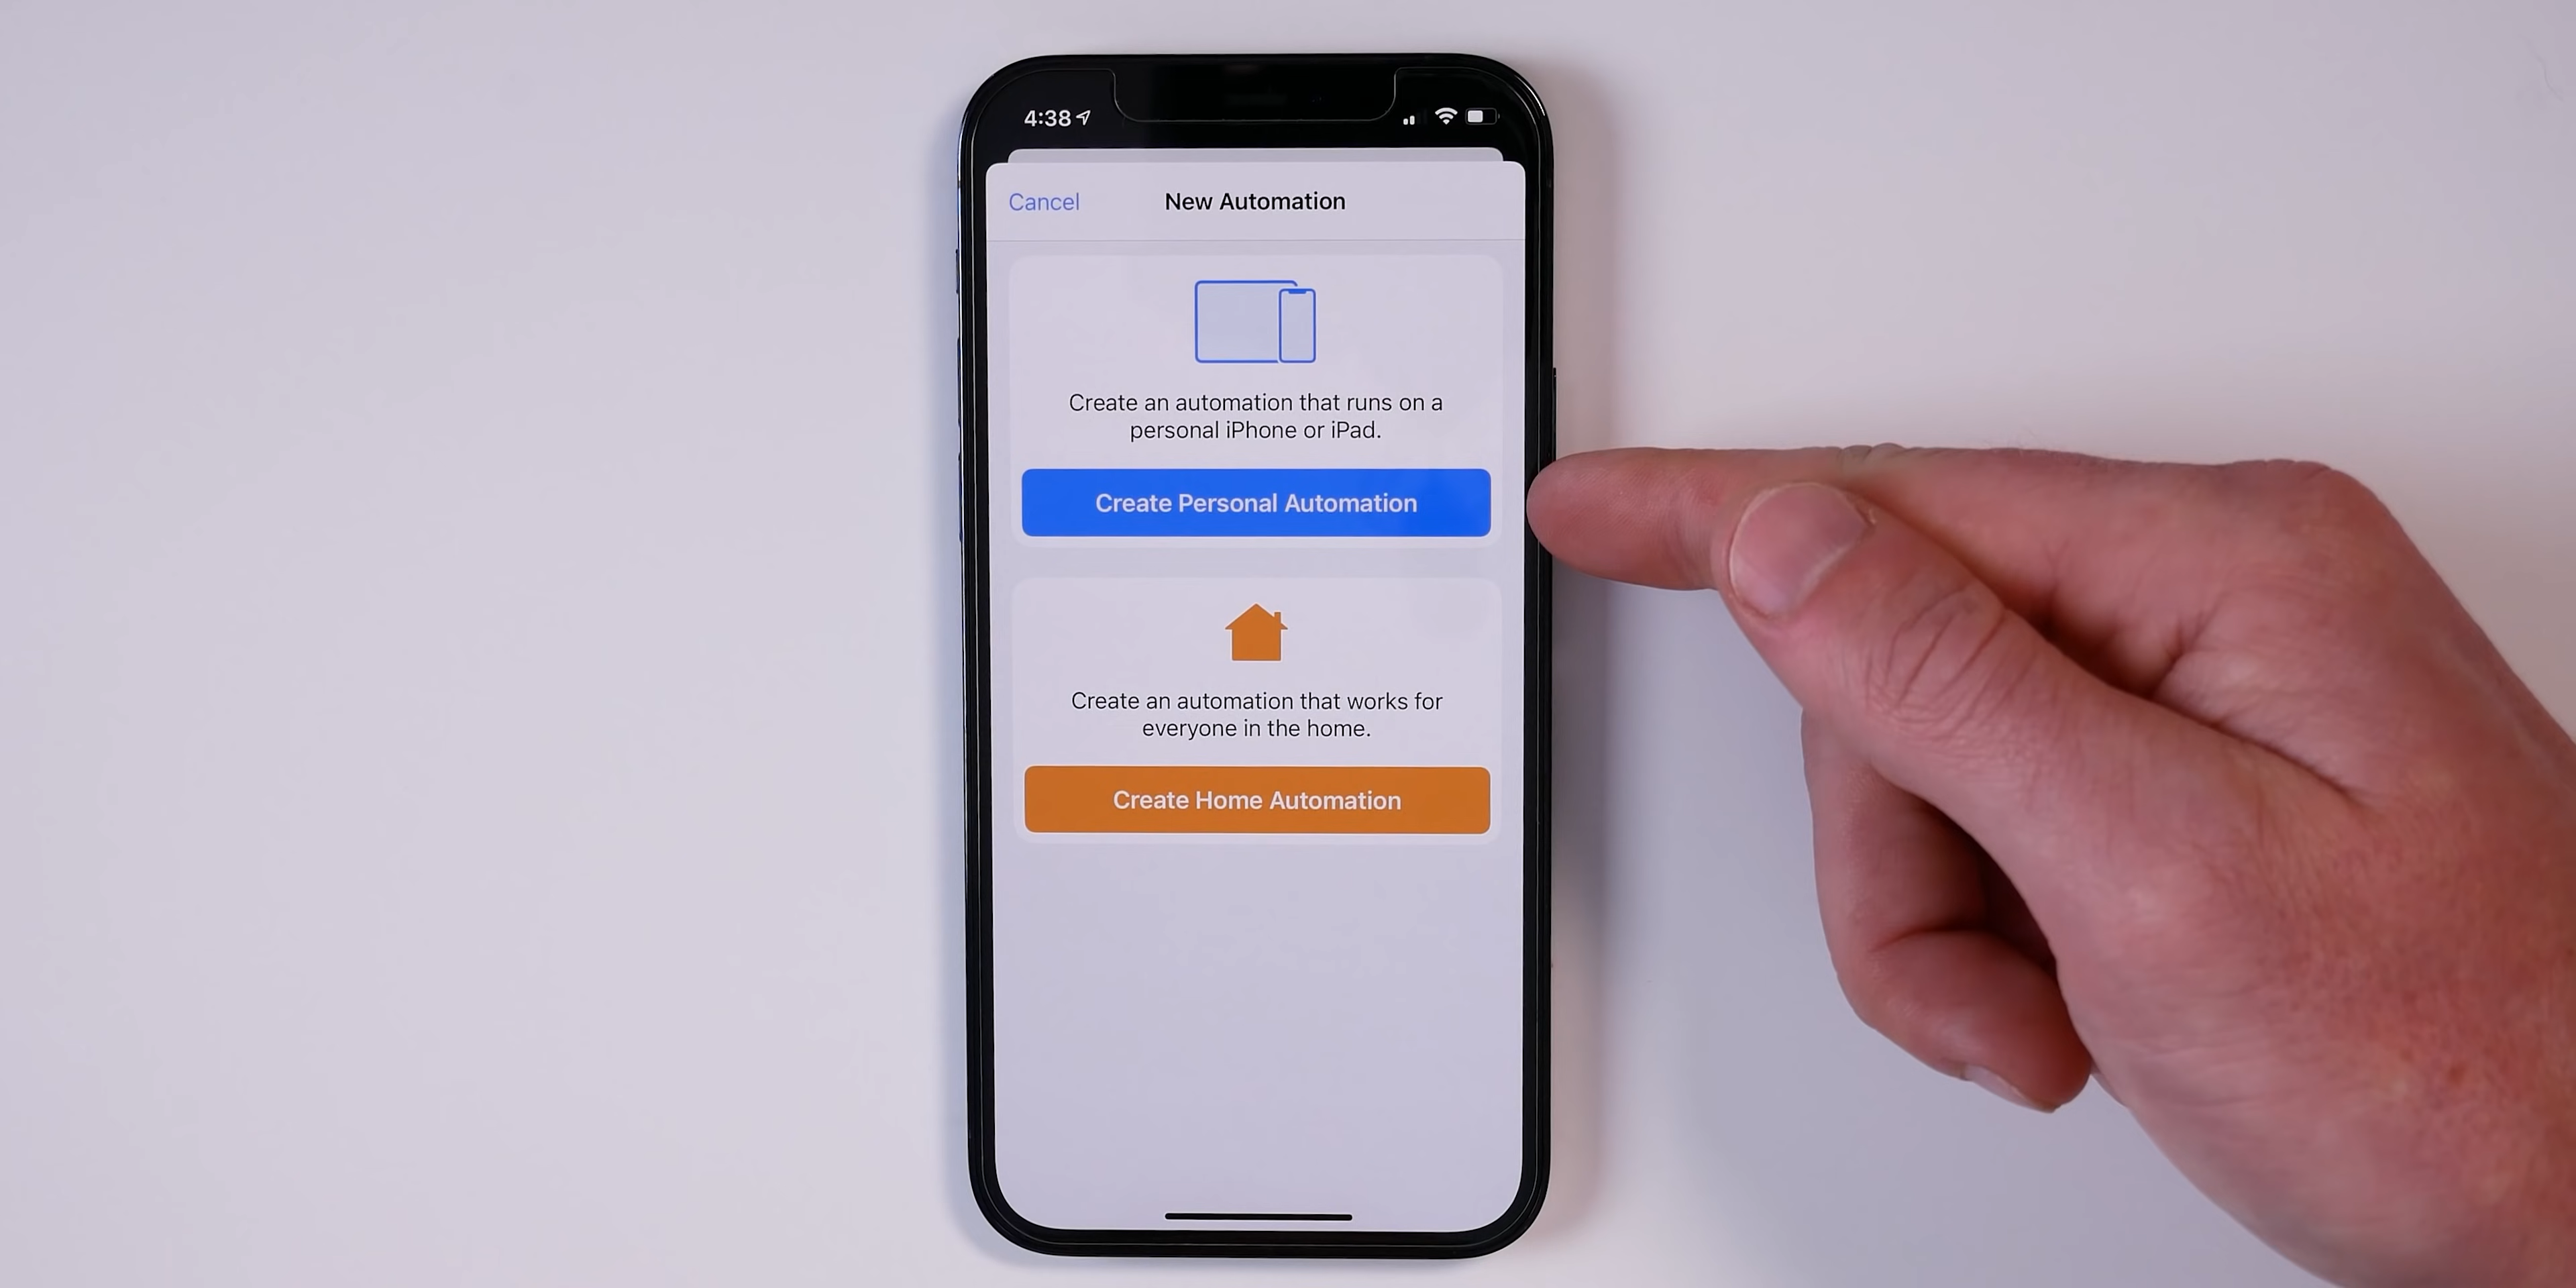 4:38
Cancel
New Automation
Create an automation that runs on a
personal iPhone or iPad.
Create Personal Automation
Create an automation that works for
everyone in the home.
Create Home Automation